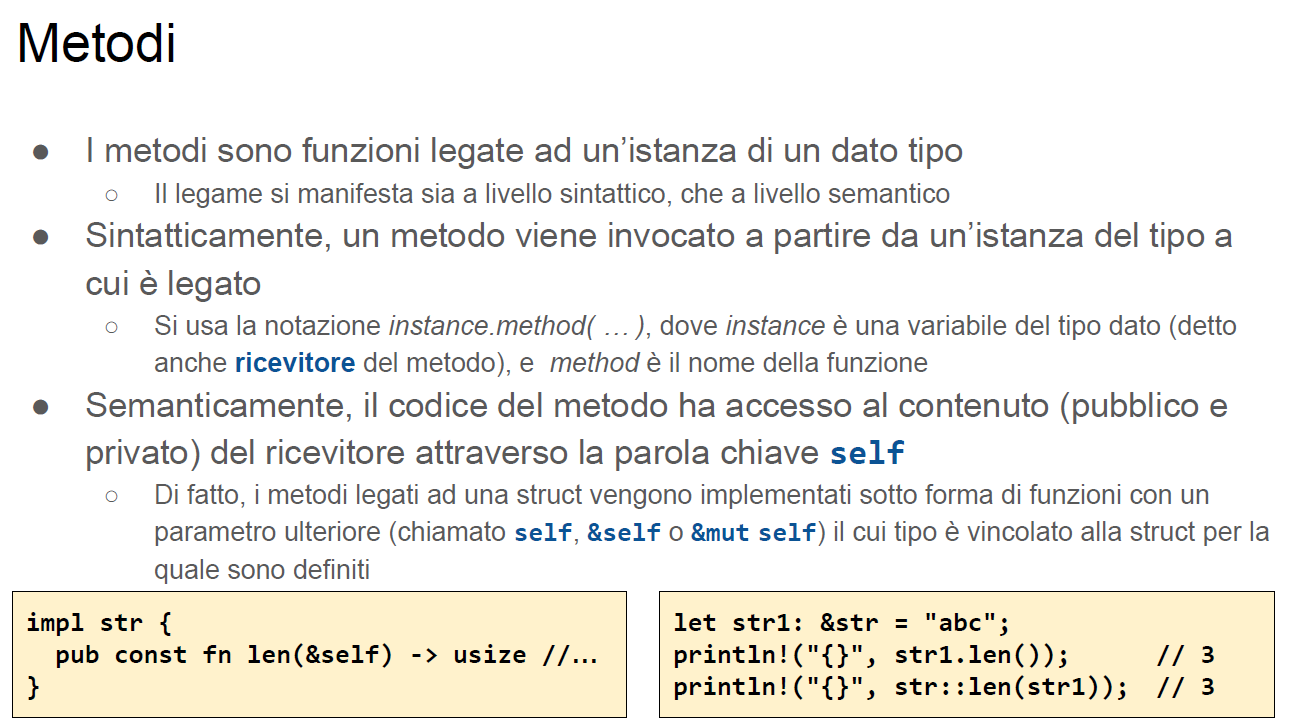 Metodi
● I metodi sono funzioni legate ad un’istanza di un dato tipo
○ Il legame si manifesta sia a livello sintattico, che a livello semantico
● Sintatticamente, un metodo viene invocato a partire da un’istanza del tipo a
cui è legato
○ Si usa la notazione instance.method( … ), dove instance è una variabile del tipo dato (detto
anche ricevitore del metodo), e method è il nome della funzione
● Semanticamente, il codice del metodo ha accesso al contenuto (pubblico e
privato) del ricevitore attraverso la parola chiave self
○ Di fatto, i metodi legati ad una struct vengono implementati sotto forma di funzioni con un
parametro ulteriore (chiamato self, &self o &mut self) il cui tipo è vincolato alla struct per la
quale sono definiti
impl str {
  pub const fn len(&self) -> usize //…
}
let str1: &str = "abc";
println!("{}", str1.len());      // 3
println!("{}", str::len(str1));  // 3